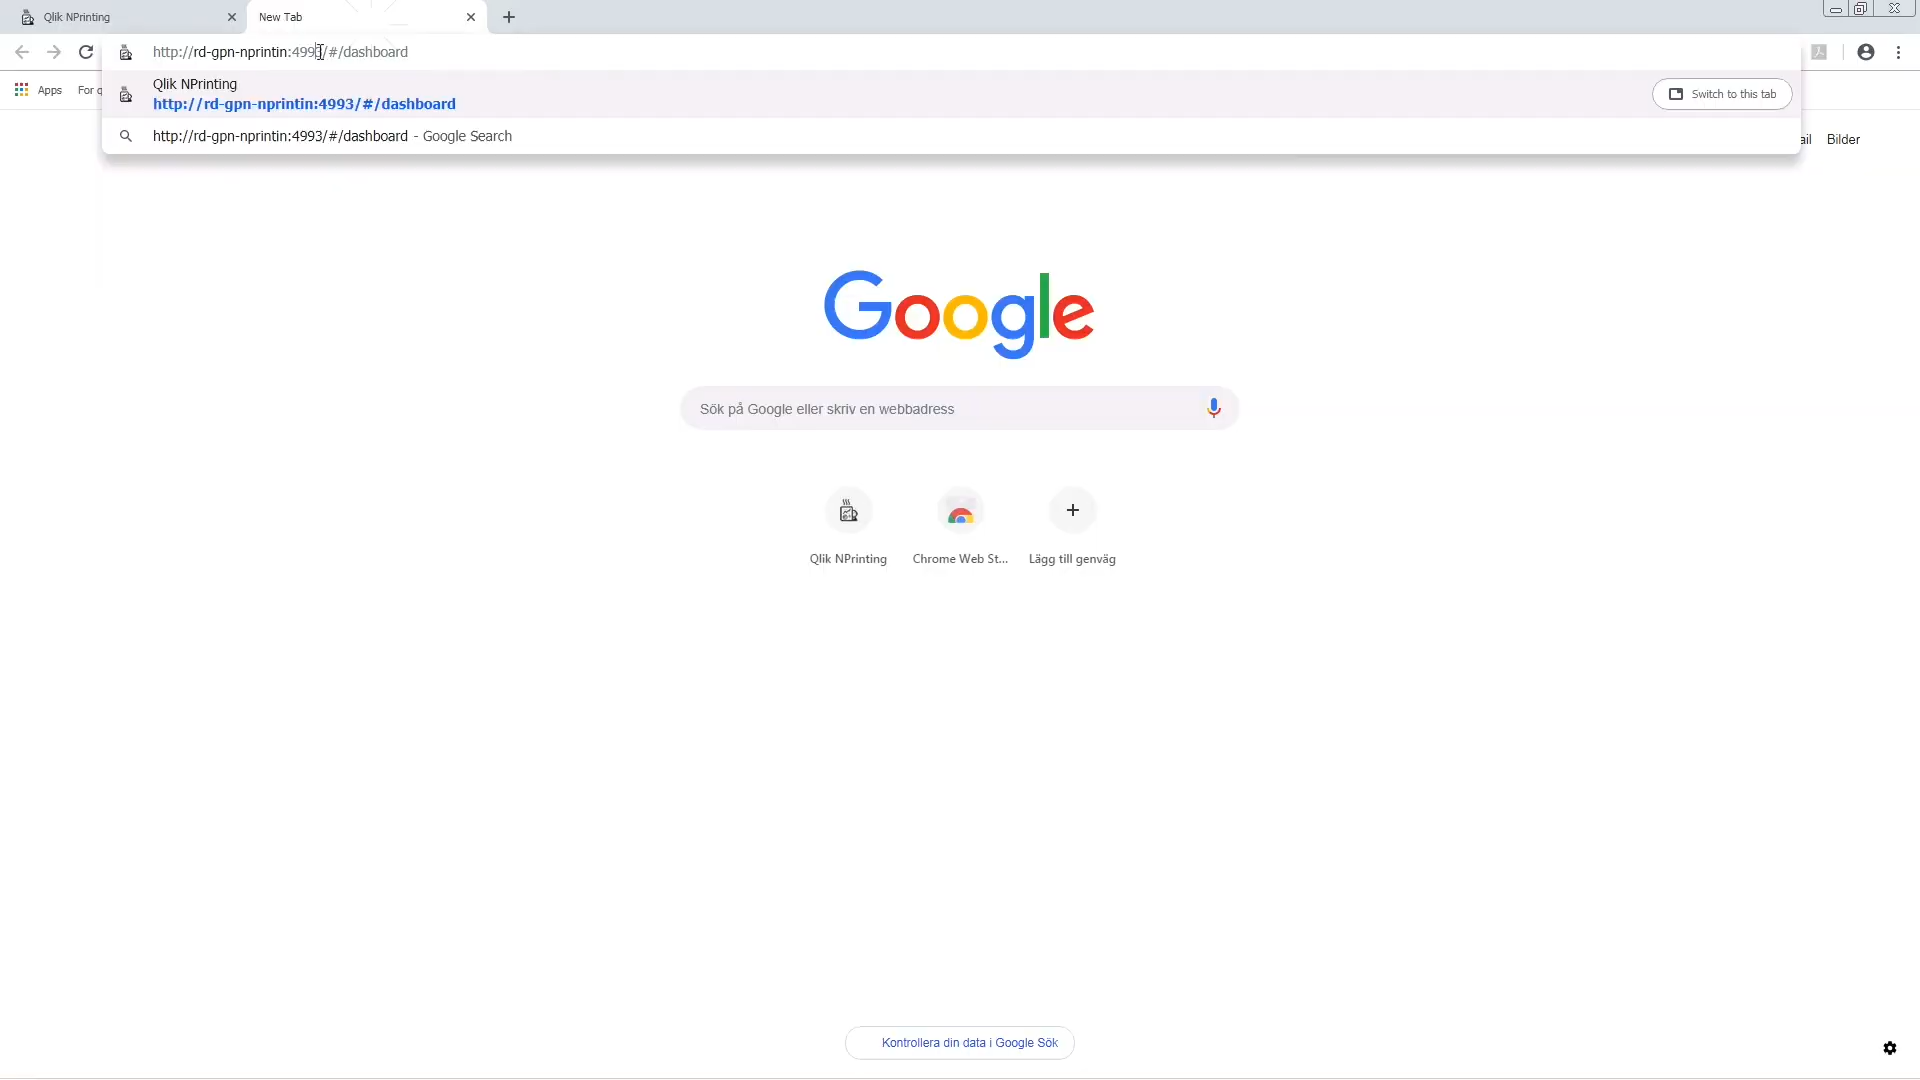 Qlik NPrinting
New Tab
http://rd-gpn-nprintin:4993/#/dashboard
Apps
For q
Qlik NPrinting
http://rd-gpn-nprintin:4993/#/dashboard
Switch to this tab
http://rd-gpn-nprintin:4993/#/dashboard - Google Search
ail
Bilder
Google
Sök på Google eller skriv en webbadress
Qlik NPrinting
Chrome Web St...
Lägg till genväg
Kontrollera din data i Google Sök